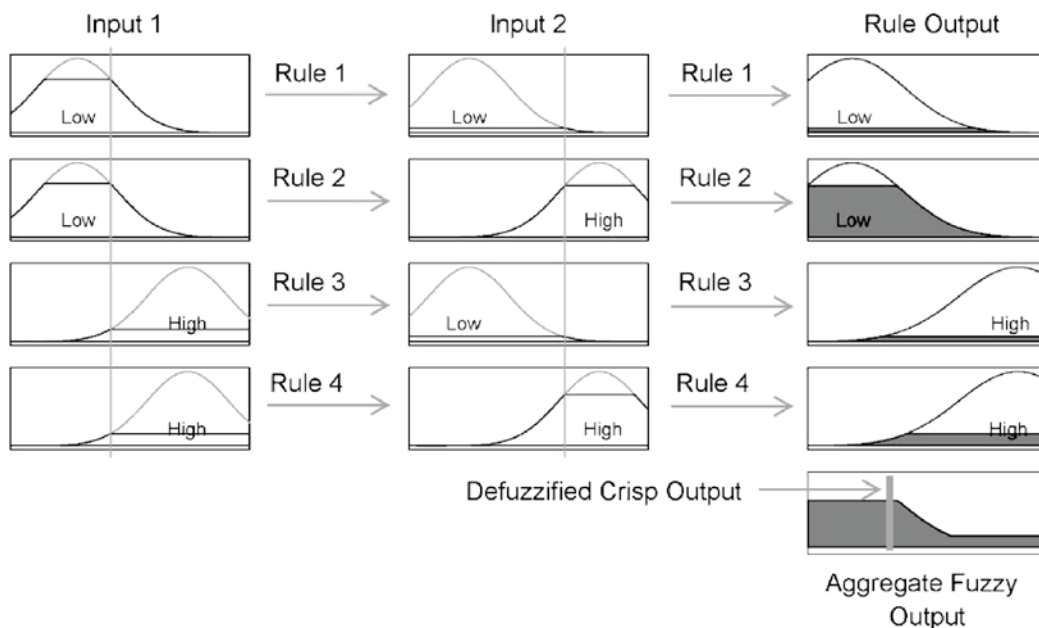 Input 1
Input 2
Rule Output
Low
Rule 1
Low
Rule 1
Low
Low
Rule 2
High
Rule 2
Low
High
Rule 3
Low
Rule 3
High
High
Rule 4
High
Rule 4
High
Defuzzified Crisp Output
Aggregate Fuzzy
Output